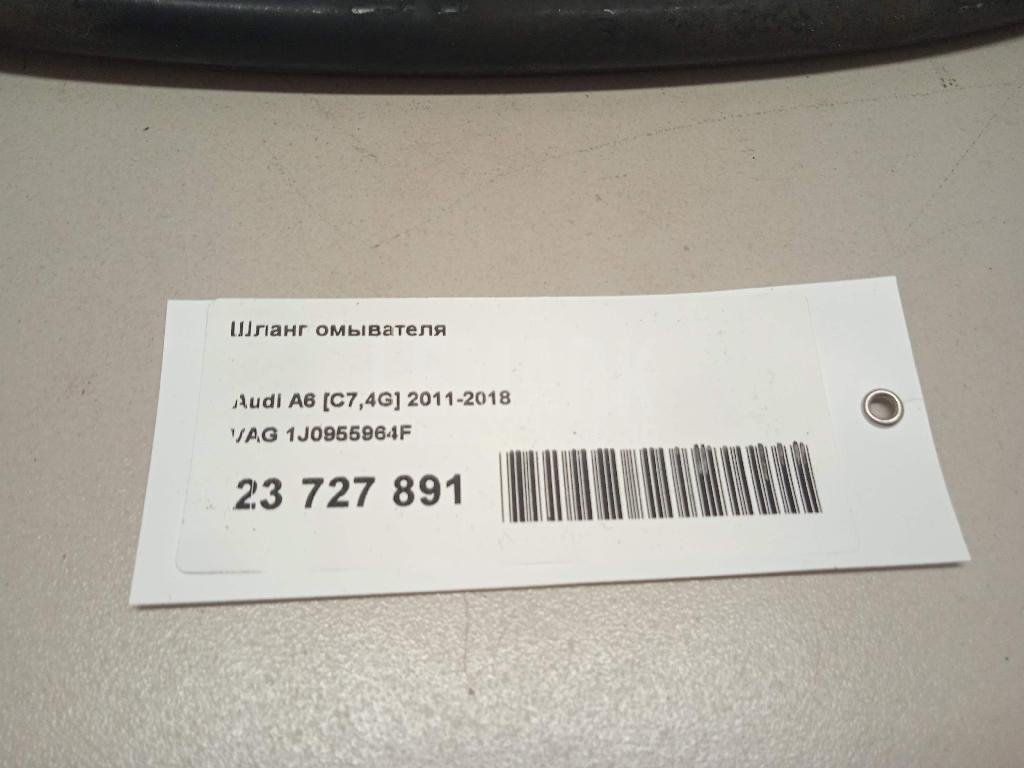 Шланг омывателя
Audi A6 [C7,4G] 2011-2018
VAG 1J0955964F
23 727 891